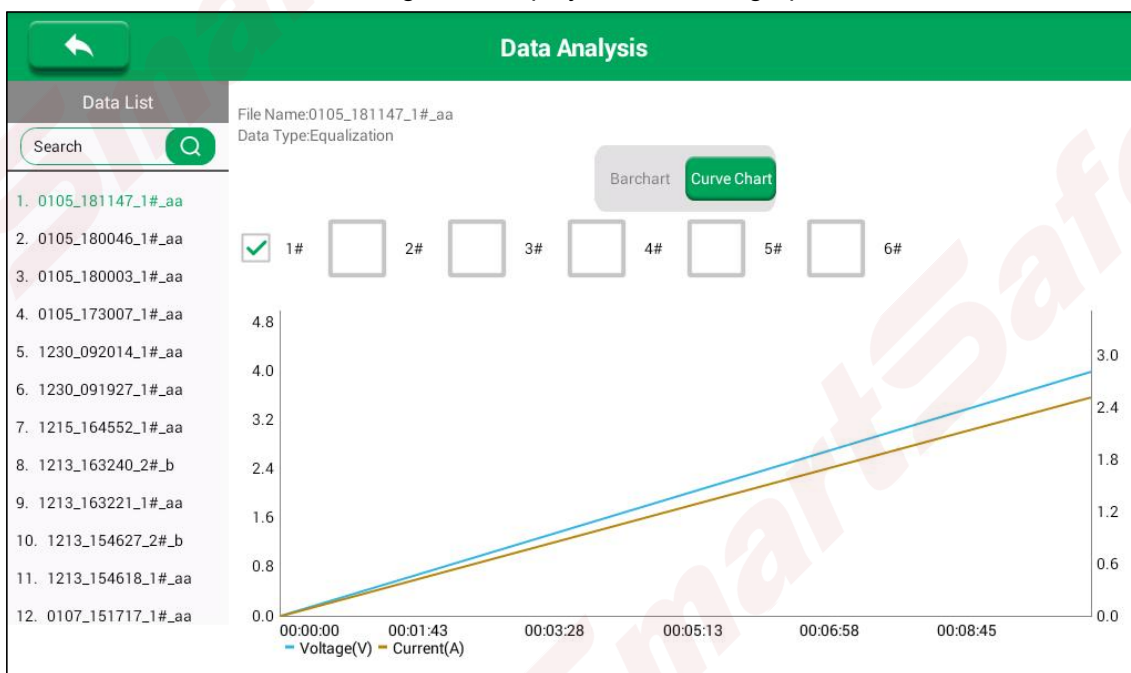 Data Analysis
Data List
Search
1. 0105_181147_1#_aa
2. 0105_180046_1#_aa
3. 0105_180003_1#_aa
4. 0105_173007_1#_aa
5. 1230_092014_1#_aa
6. 1230_091927_1#_aa
7. 1215_164552_1#_aa
8. 1213_163240_2#_b
9. 1213_163221_1#_aa
10. 1213_154627_2#_b
11. 1213_154618_1#_aa
12. 0107_151717_1#_aa
File Name:0105_181147_1#_aa
Data Type:Equalization
Barchart Curve Chart
1# 2# 3# 4# 5# 6#
4.8
4.0
3.2
2.4
1.6
0.8
0.0
3.0
2.4
1.8
1.2
0.6
0.0
00:00:00 00:01:43 00:03:28 00:05:13 00:06:58 00:08:45
Voltage(V) Current(A)
SmartSafe